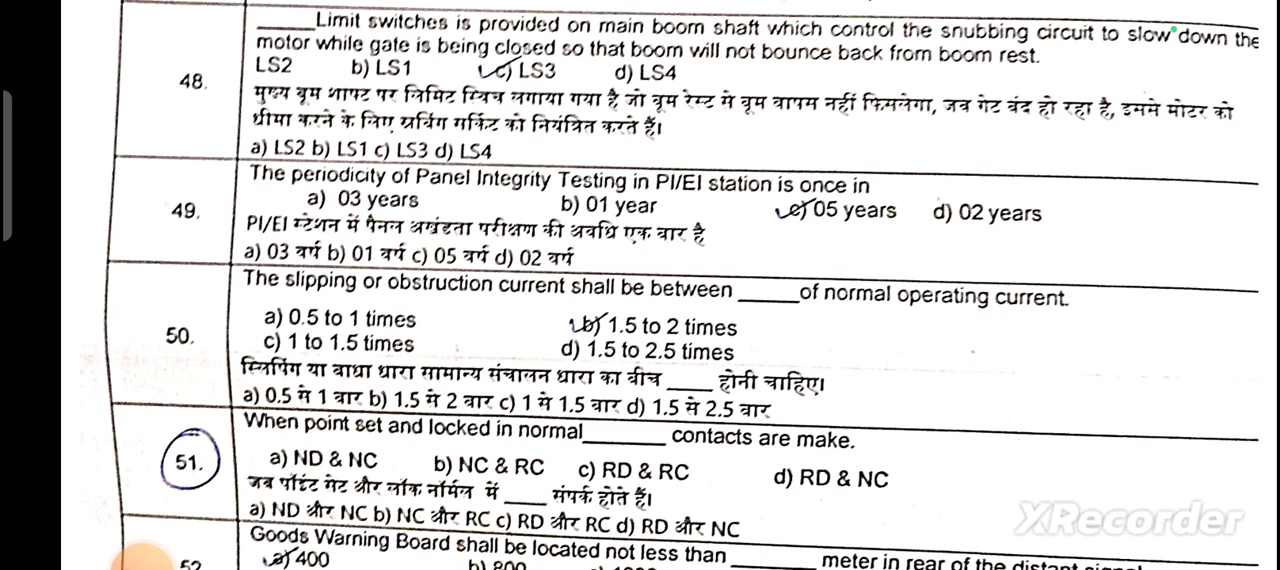 _____Limit switches is provided on main boom shaft which control the snubbing circuit to slow down the
motor while gate is being closed so that boom will not bounce back from boom rest.
48.
LS2 b) LS1 c) LS3 d) LS4
मुख्य बूम शाफ्ट पर लिमिट स्विच लगाया गया है जो बूम रेस्ट से बूम वापस नहीं फिसलेगा, जब गेट बंद हो रहा है, इसमे मोटर को
धीमा करने के लिए स्नबिंग सर्किट को नियंत्रित करते हैं।
a) LS2 b) LS1 c) LS3 d) LS4
The periodicity of Panel Integrity Testing in PI/EI station is once in
49.
a) 03 years b) 01 year c) 05 years d) 02 years
PI/EI स्टेशन में पैनल अखंडता परीक्षण की अवधि एक बार है
a) 03 वर्ष b) 01 वर्ष c) 05 वर्ष d) 02 वर्ष
The slipping or obstruction current shall be between _____of normal operating current.
50.
a) 0.5 to 1 times b) 1.5 to 2 times
c) 1 to 1.5 times d) 1.5 to 2.5 times
स्लिपिंग या बाधा धारा सामान्य संचालन धारा का बीच ____ होनी चाहिए।
a) 0.5 से 1 बार b) 1.5 से 2 बार c) 1 से 1.5 बार d) 1.5 से 2.5 बार
When point set and locked in normal_______ contacts are make.
51.
a) ND & NC b) NC & RC c) RD & RC d) RD & NC
जब पॉइंट सेट और लॉक नॉर्मल में ____ संपर्क होते हैं।
a) ND और NC b) NC और RC c) RD और RC d) RD और NC
Goods Warning Board shall be located not less than _______ meter in rear of the distant signal
52
a) 400 b) 800
XRecorder